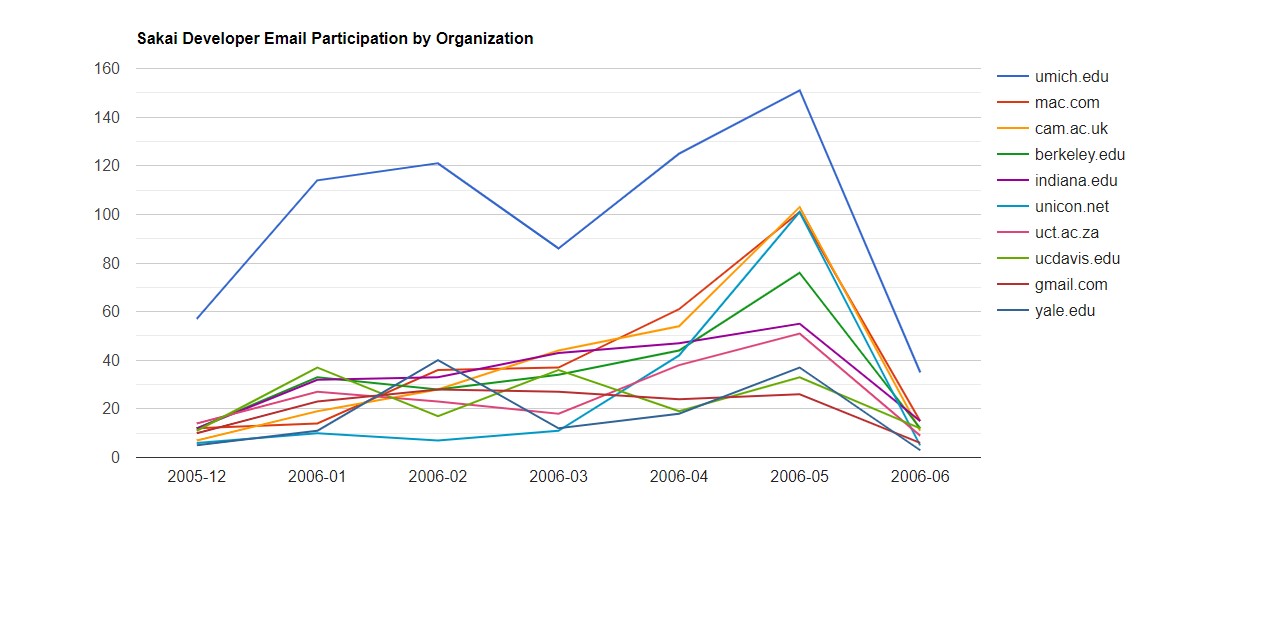 Sakai Developer Email Participation by Organization
160
140
120
100
80
60
40
20
0
2005-12 2006-01 2006-02 2006-03 2006-04 2006-05 2006-06
umich.edu
mac.com
cam.ac.uk
berkeley.edu
indiana.edu
unicon.net
uct.ac.za
ucdavis.edu
gmail.com
yale.edu